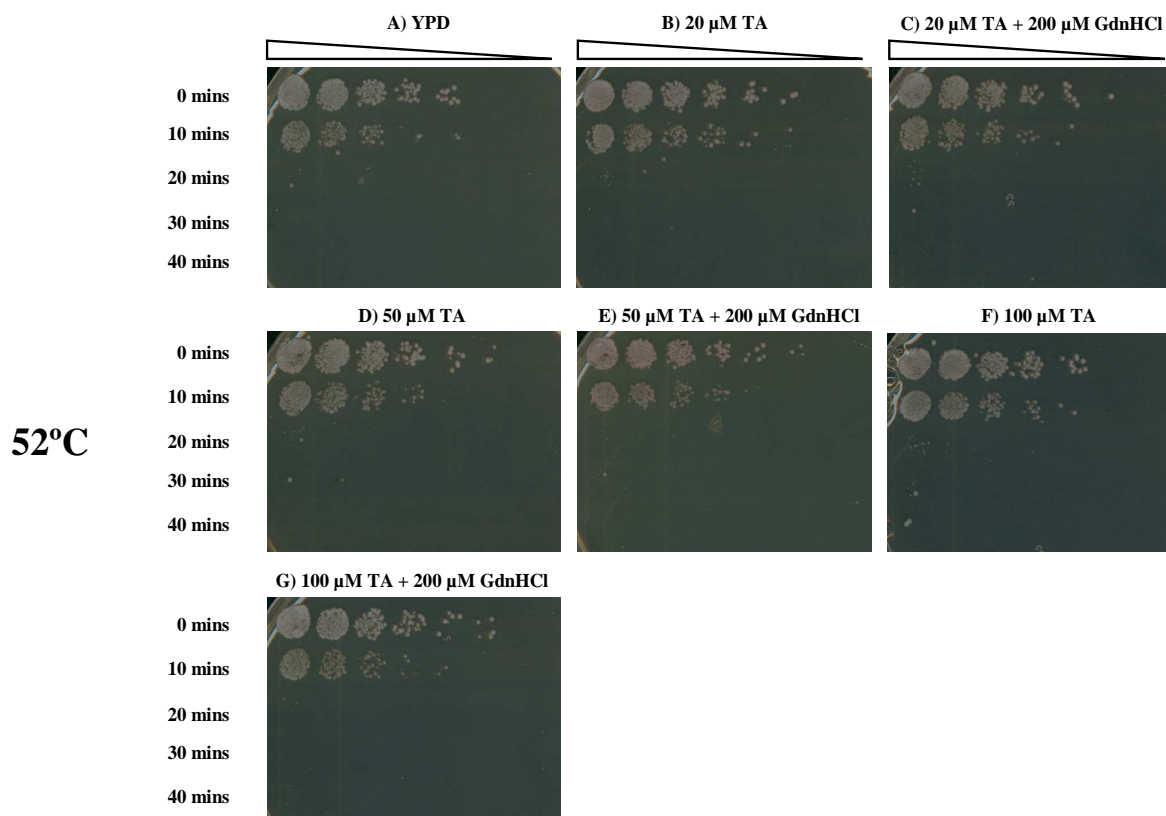 A) YPD
B) 20 µM TA
C) 20 µM TA + 200 µM GdnHCl
0 mins
10 mins
20 mins
30 mins
40 mins
D) 50 µM TA
E) 50 µM TA + 200 µM GdnHCl
F) 100 µM TA
52ºC
0 mins
10 mins
20 mins
30 mins
40 mins
G) 100 µM TA + 200 µM GdnHCl
0 mins
10 mins
20 mins
30 mins
40 mins